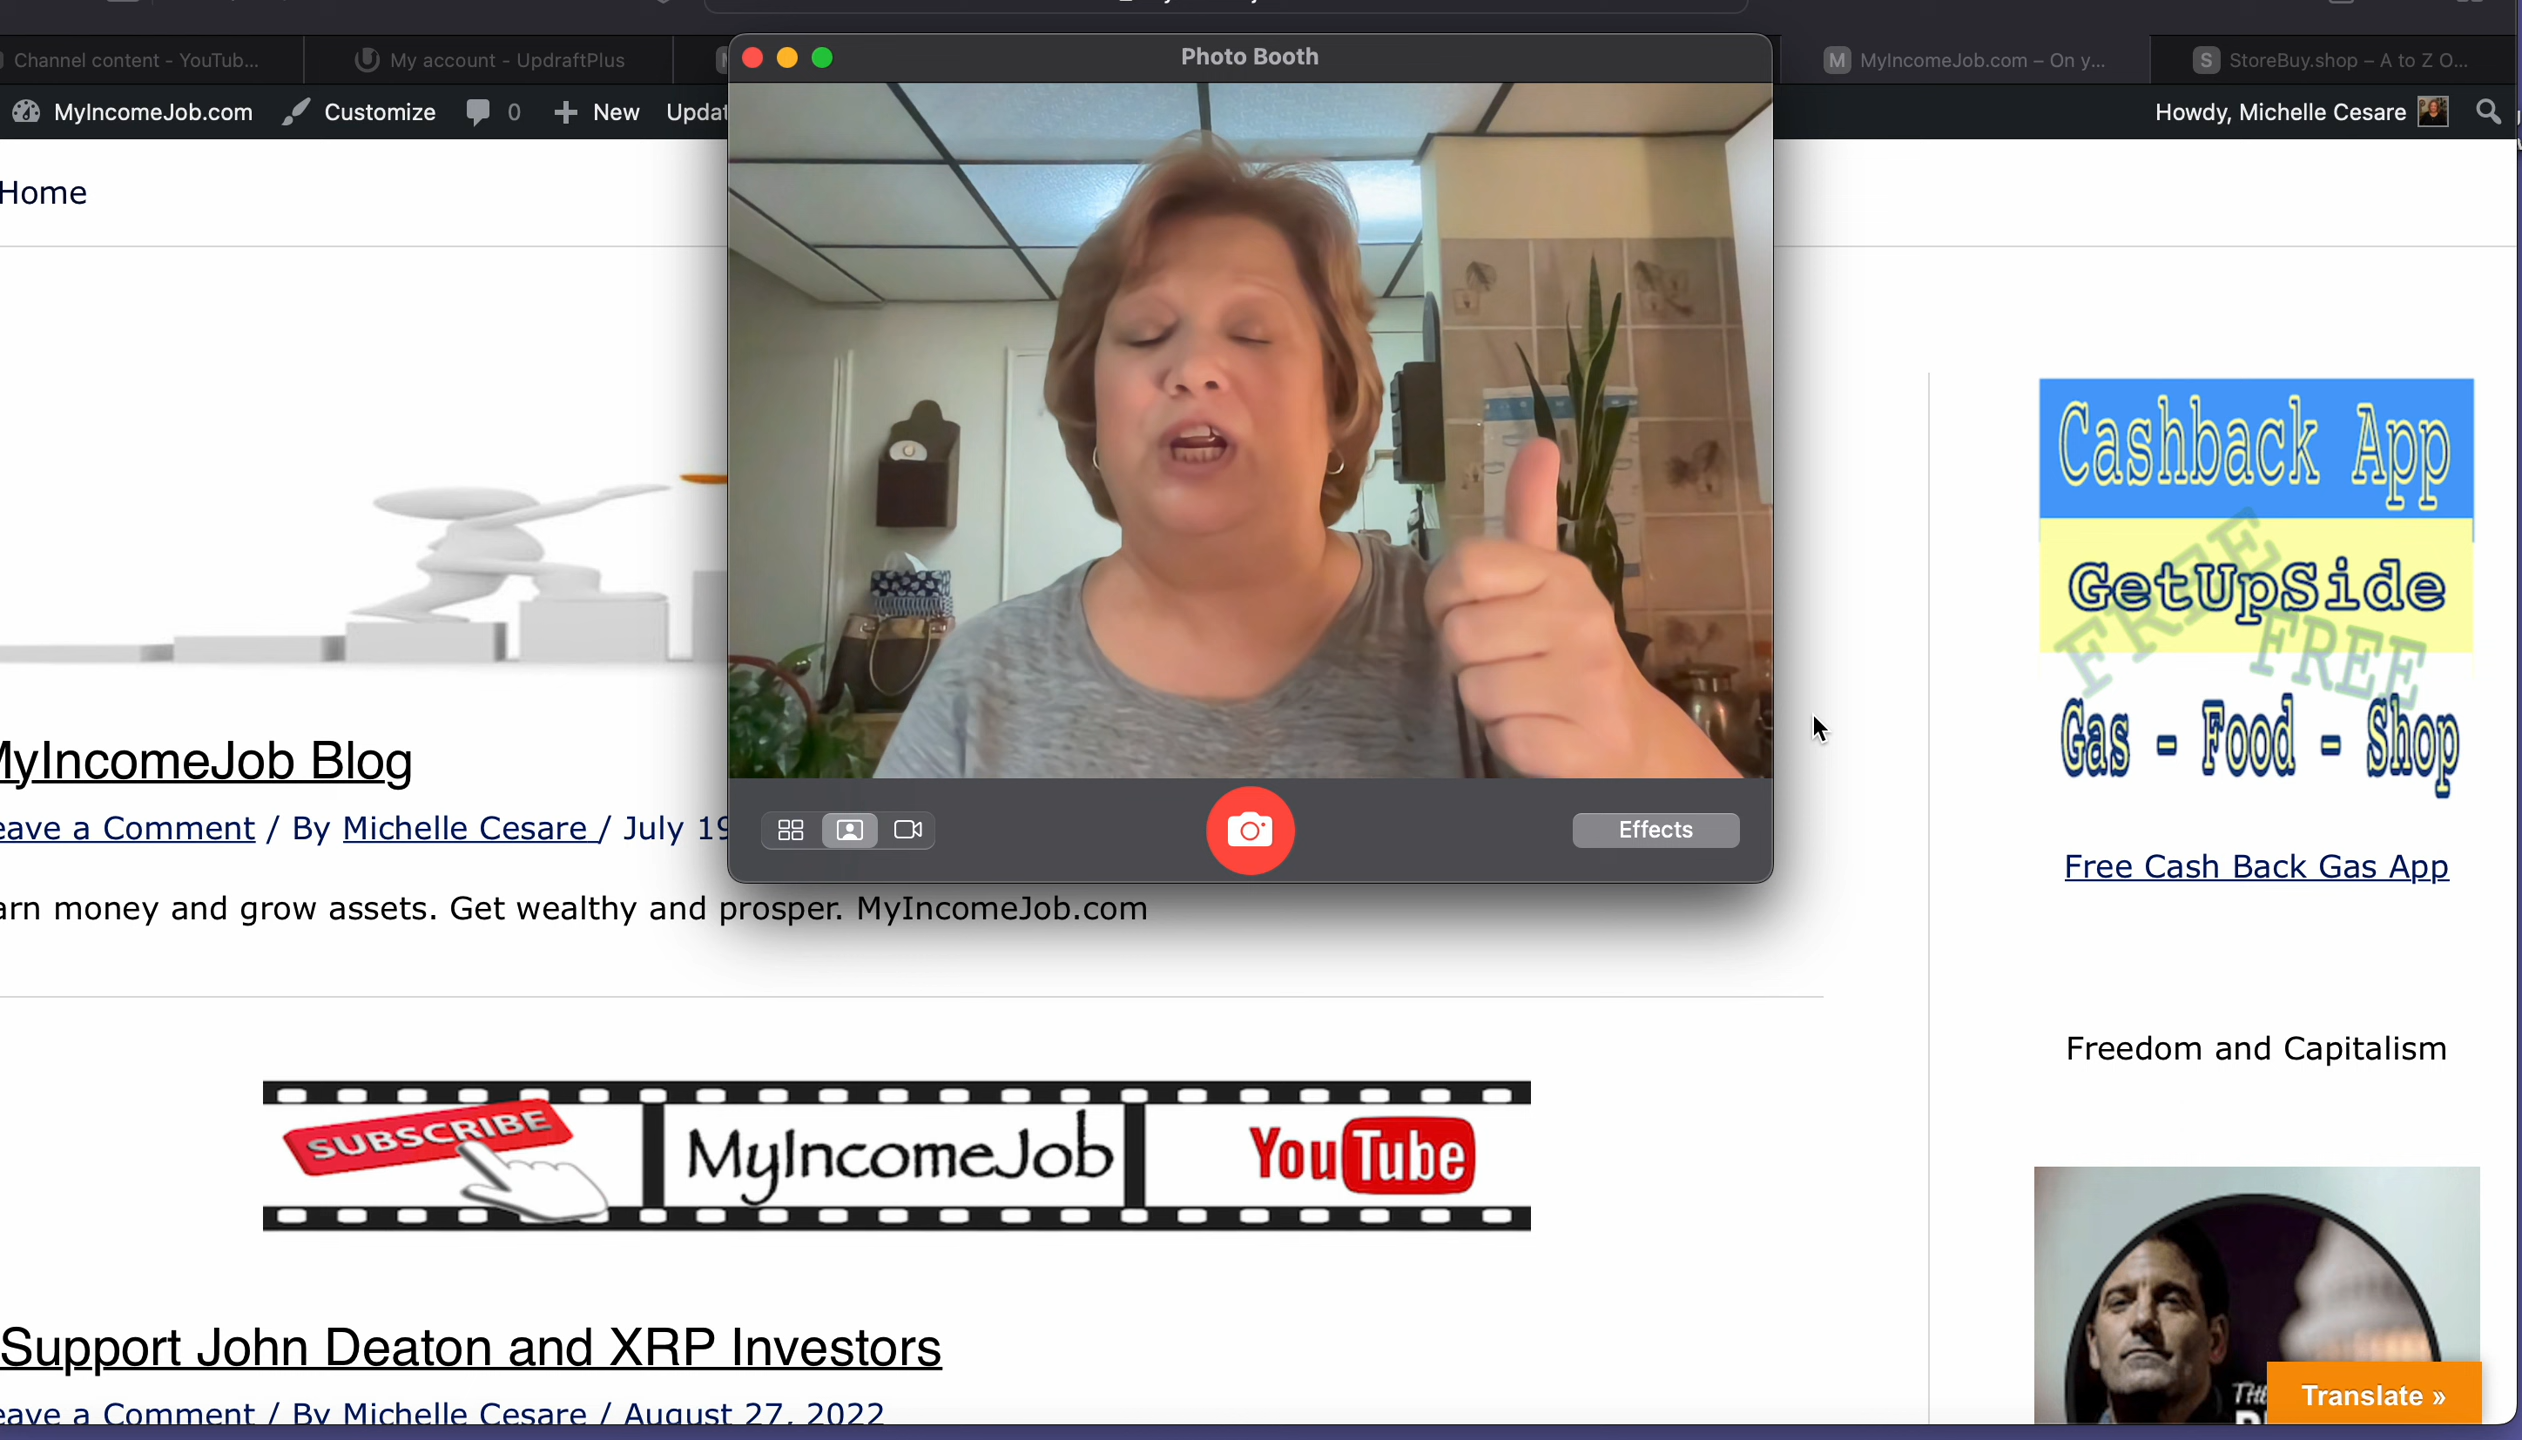 Channel content - YouTub...
My account - UpdraftPlus
Photo Booth
M MyIncomeJob.com – On y...
S StoreBuy.shop – A to Z O...
MyIncomeJob.com Customize 0 New Updat
Howdy, Michelle Cesare
Home
Cashback App
GetUpSide
FREE
FREE
Gas - Food - Shop
Free Cash Back Gas App
MyIncomeJob Blog
eave a Comment / By Michelle Cesare / July 19
Effects
arn money and grow assets. Get wealthy and prosper. MyIncomeJob.com
Freedom and Capitalism
SUBSCRIBE MyIncomeJob YouTube
Support John Deaton and XRP Investors
eave a Comment / By Michelle Cesare / August 27, 2022
THE
Translate »